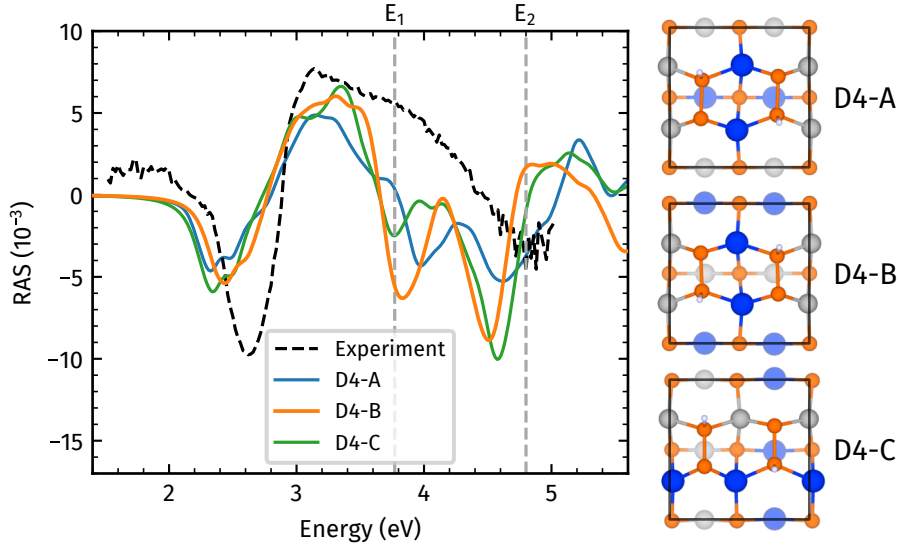 E₁ E₂
10
5
0
−5
−10
−15
RAS (10⁻³)
2 3 4 5
Energy (eV)
Experiment
D4-A
D4-B
D4-C
D4-A
D4-B
D4-C